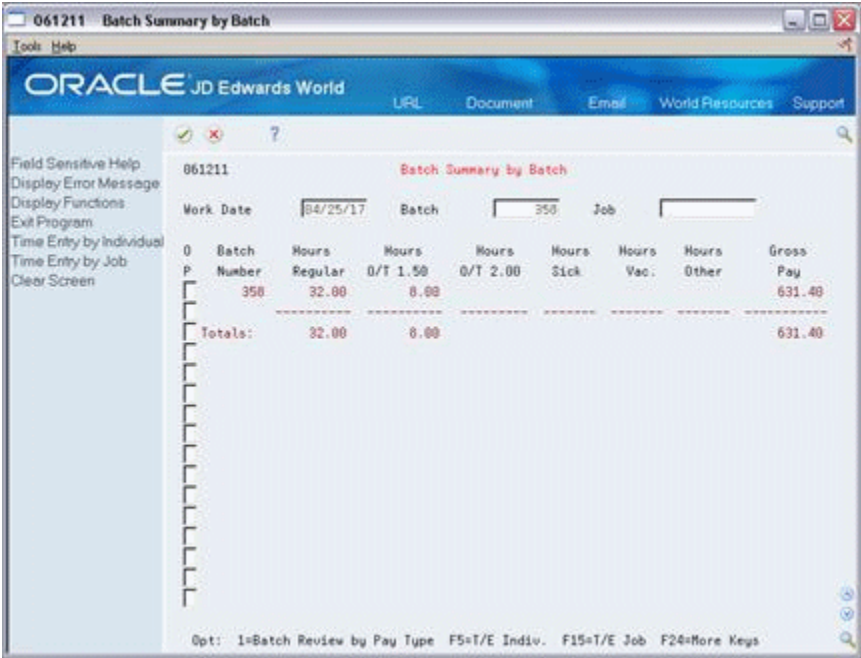 061211 Batch Summary by Batch
Tools Help
ORACLE JD Edwards World
URL Document Email World Resources Support
?
Field Sensitive Help
Display Error Message
Display Functions
Exit Program
Time Entry by Individual
Time Entry by Job
Clear Screen
061211 Batch Summary by Batch
Work Date 04/25/17 Batch 358 Job
O Batch Hours Hours Hours Hours Hours Hours Gross
P Number Regular O/T 1.50 O/T 2.00 Sick Vac. Other Pay
358 32.00 8.00 631.40
---------- ---------- --------- ------- ------- ------- -----------
Totals: 32.00 8.00 631.40
Opt: 1=Batch Review by Pay Type F5=T/E Indiv. F15=T/E Job F24=More Keys